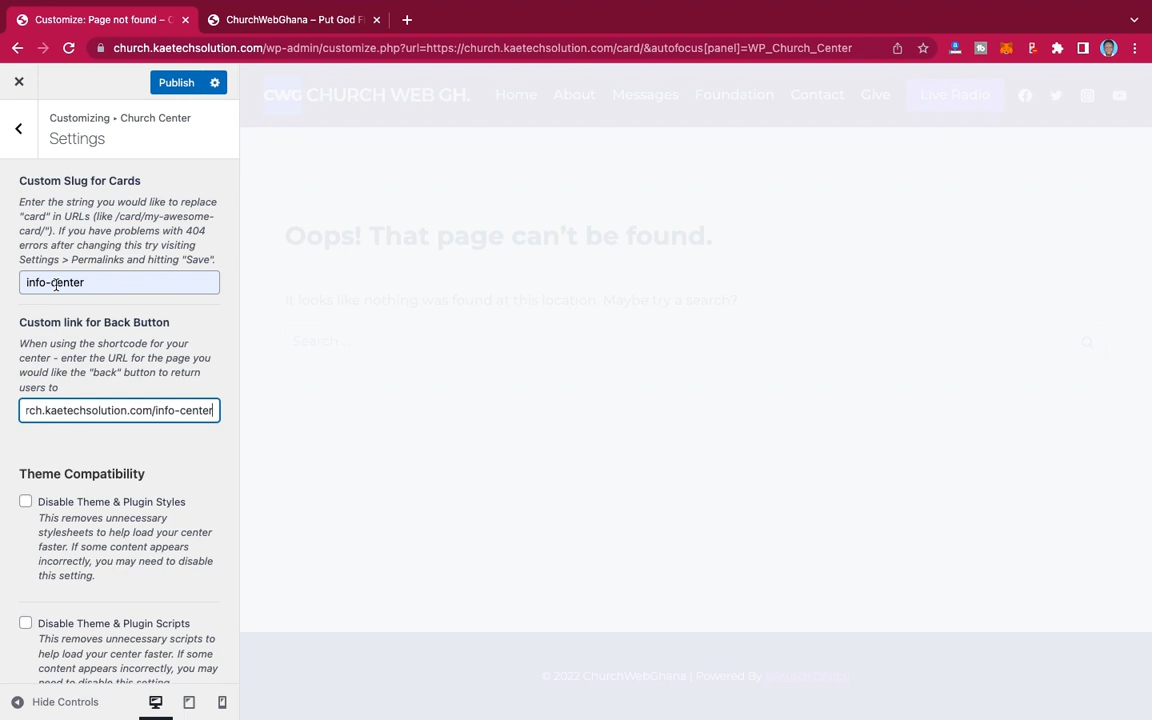 Customize: Page not found – C
ChurchWebGhana – Put God Fi
church.kaetechsolution.com/wp-admin/customize.php?url=https://church.kaetechsolution.com/card/&autofocus[panel]=WP_Church_Center
Publish
Customizing ▸ Church Center
Settings
Custom Slug for Cards
Enter the string you would like to replace
"card" in URLs (like /card/my-awesome-
card/"). If you have problems with 404
errors after changing this try visiting
Settings > Permalinks and hitting "Save".
info-center
Custom link for Back Button
When using the shortcode for your
center - enter the URL for the page you
would like the "back" button to return
users to
rch.kaetechsolution.com/info-center
Theme Compatibility
Disable Theme & Plugin Styles
This removes unnecessary
stylesheets to help load your center
faster. If some content appears
incorrectly, you may need to disable
this setting.
Disable Theme & Plugin Scripts
This removes unnecessary scripts to
help load your center faster. If some
content appears incorrectly, you may
need to disable this setting.
Hide Controls
CWG CHURCH WEB GH. Home About Messages Foundation Contact Give Live Radio
Oops! That page can't be found.
It looks like nothing was found at this location. Maybe try a search?
Search ...
© 2022 ChurchWebGhana | Powered By